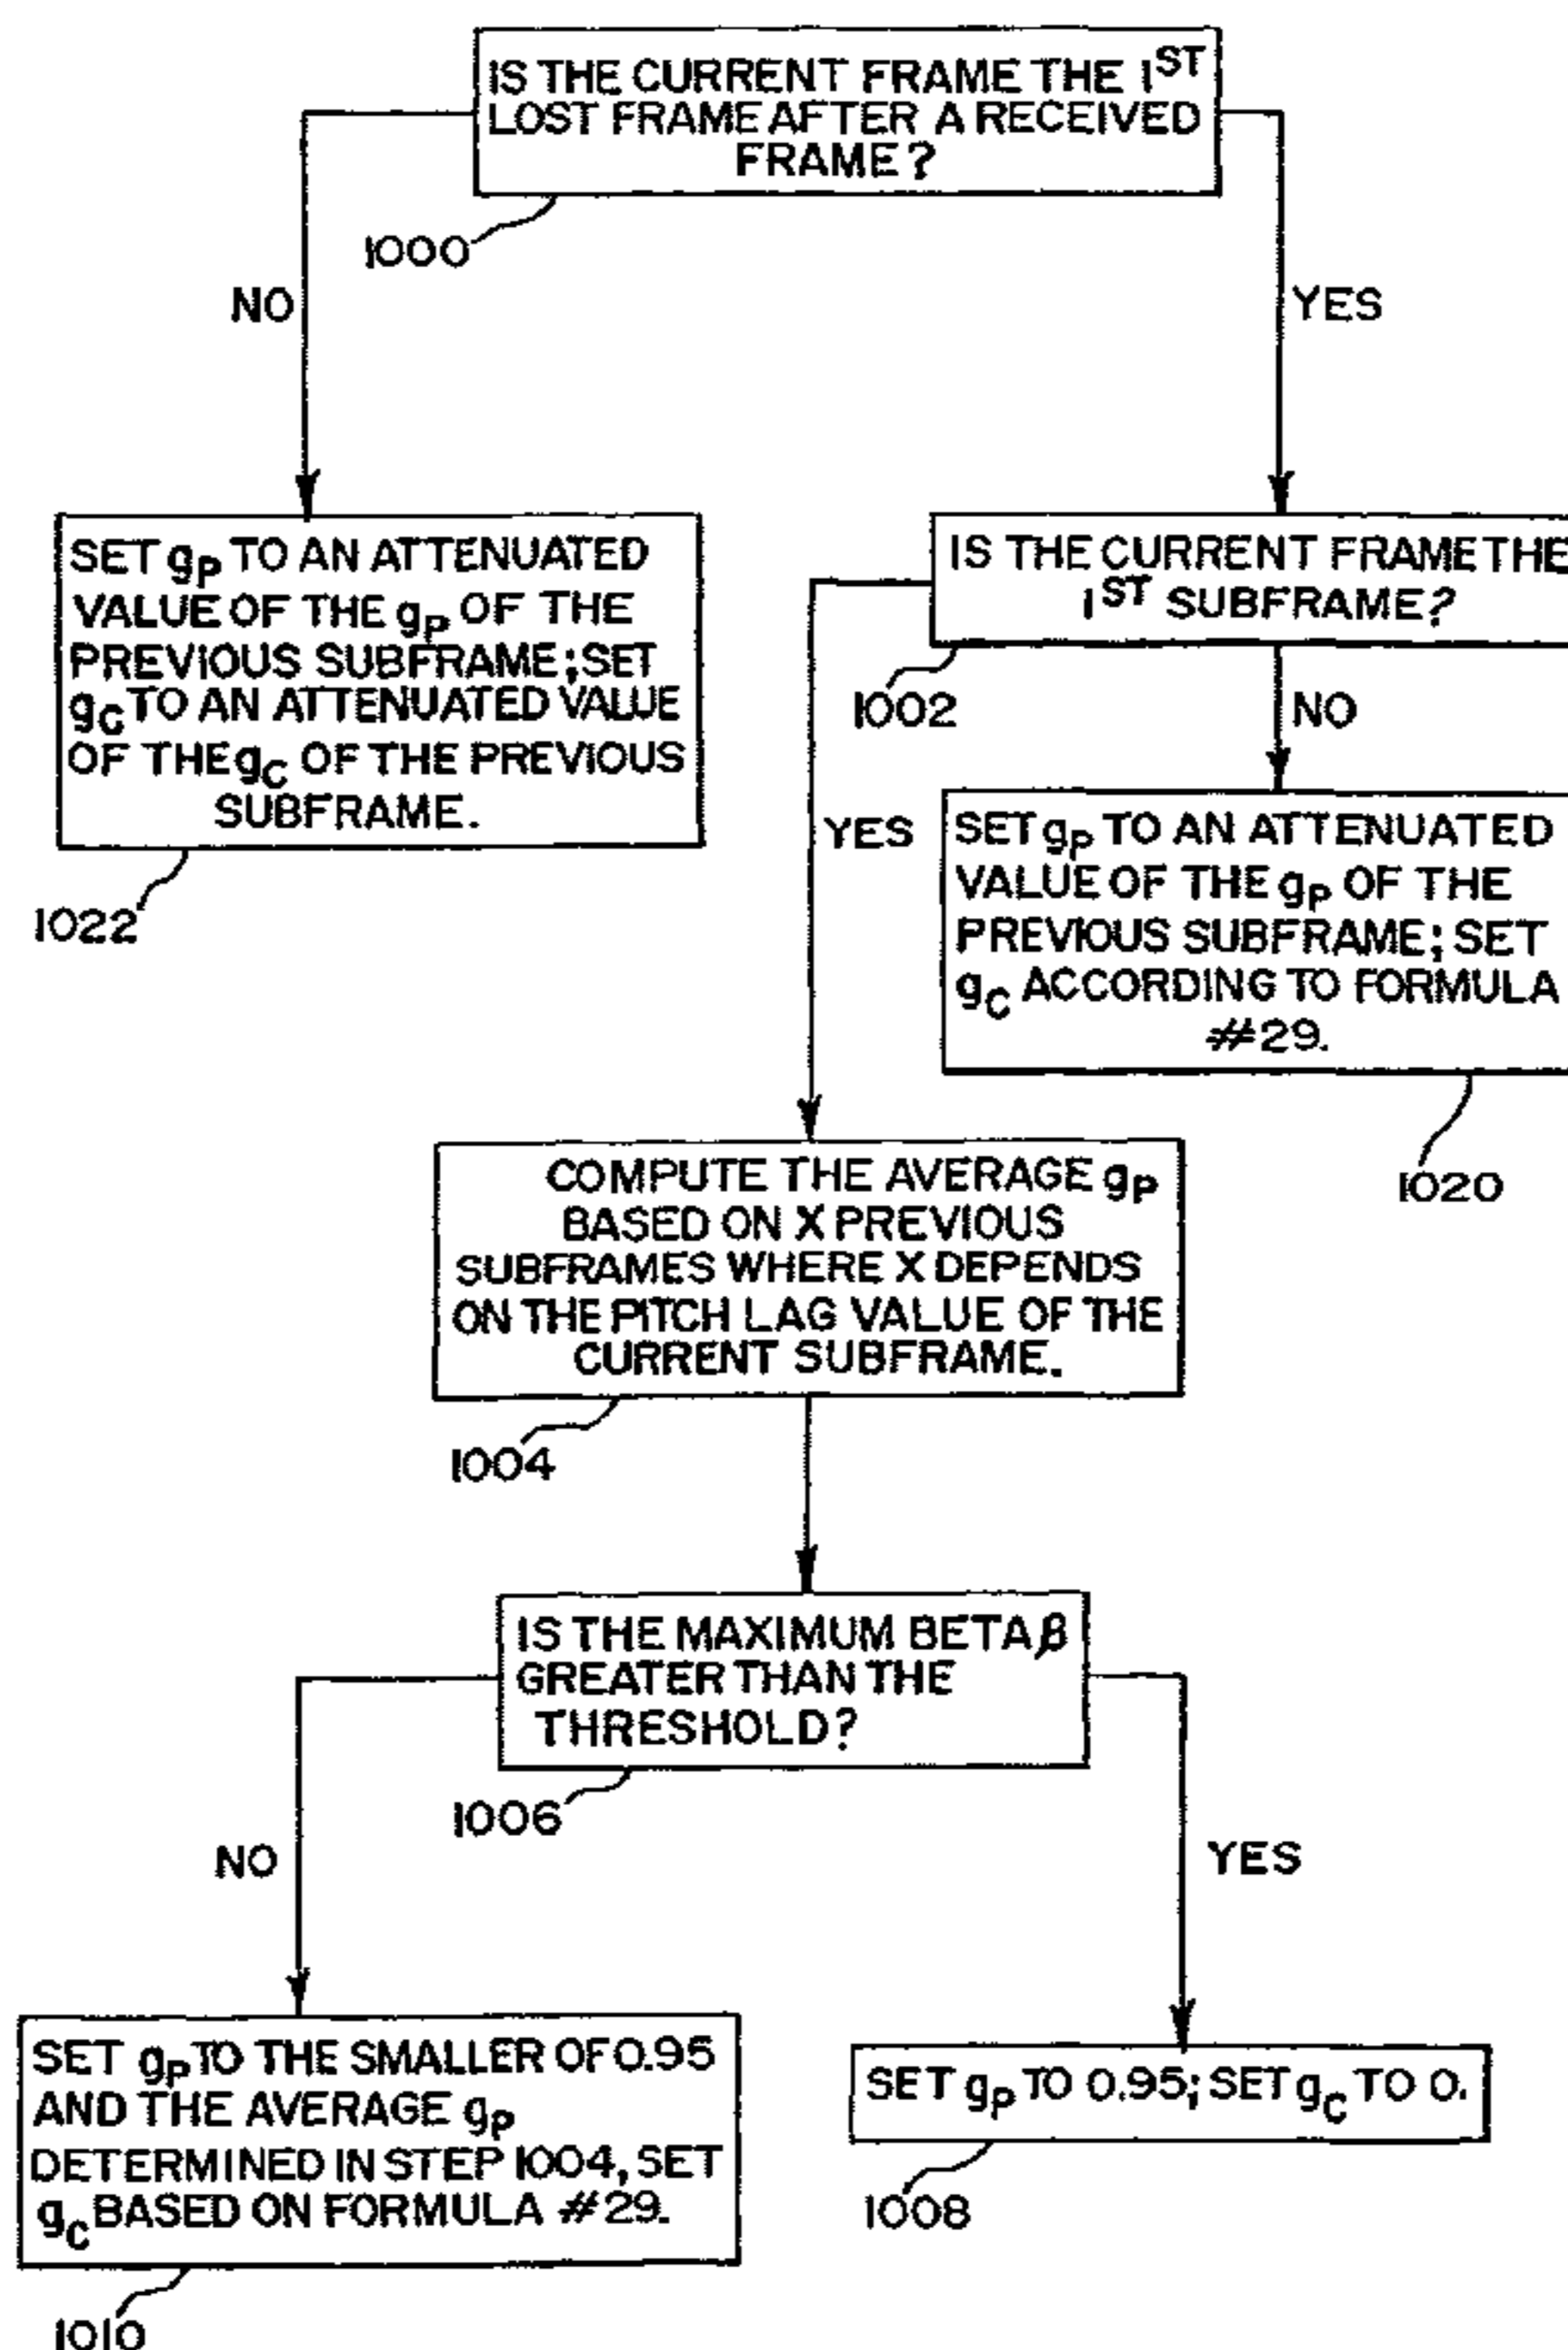 IS THE CURRENT FRAME THE 1ST
LOST FRAME AFTER A RECEIVED
FRAME?
1000
NO
YES
SET gP TO AN ATTENUATED
VALUE OF THE gP OF THE
PREVIOUS SUBFRAME; SET
gC TO AN ATTENUATED VALUE
OF THE gC OF THE PREVIOUS
SUBFRAME.
1022
IS THE CURRENT FRAME THE
1ST SUBFRAME?
1002
NO
YES
SET gP TO AN ATTENUATED
VALUE OF THE gP OF THE
PREVIOUS SUBFRAME; SET
gC ACCORDING TO FORMULA
#29.
1020
COMPUTE THE AVERAGE gP
BASED ON X PREVIOUS
SUBFRAMES WHERE X DEPENDS
ON THE PITCH LAG VALUE OF THE
CURRENT SUBFRAME.
1004
IS THE MAXIMUM BETA β
GREATER THAN THE
THRESHOLD?
1006
NO
YES
SET gP TO THE SMALLER OF 0.95
AND THE AVERAGE gP
DETERMINED IN STEP 1004, SET
gC BASED ON FORMULA #29.
1010
SET gP TO 0.95; SET gC TO 0.
1008